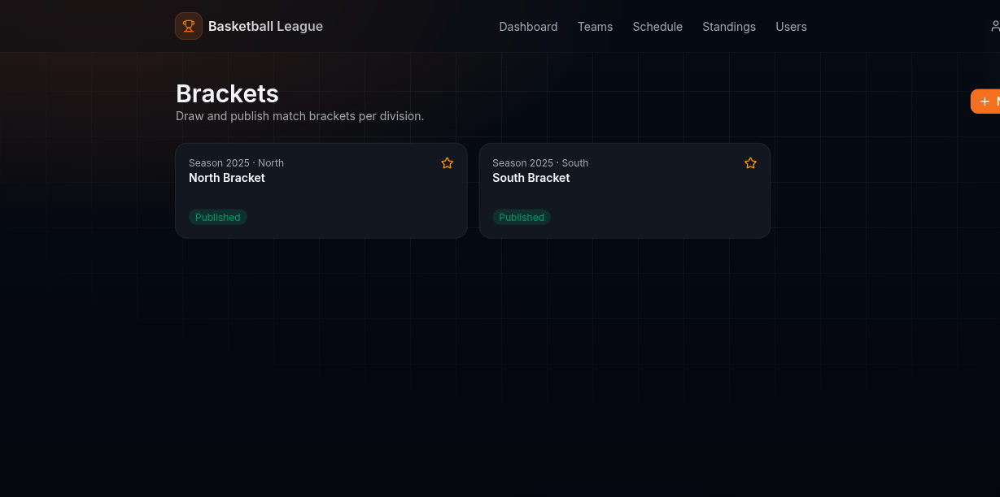 Basketball League
Dashboard Teams Schedule Standings Users
Brackets
Draw and publish match brackets per division.
Season 2025 · North
North Bracket
Published
Season 2025 · South
South Bracket
Published